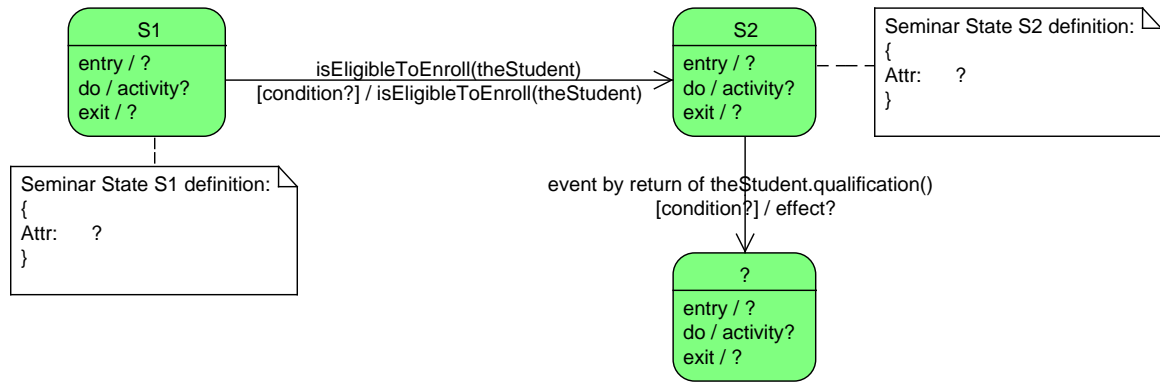 S1
entry / ?
do / activity?
exit / ?
isEligibleToEnroll(theStudent)
[condition?] / isEligibleToEnroll(theStudent)
S2
entry / ?
do / activity?
exit / ?
Seminar State S2 definition:
{
Attr: ?
}
Seminar State S1 definition:
{
Attr: ?
}
event by return of theStudent.qualification()
[condition?] / effect?
?
entry / ?
do / activity?
exit / ?